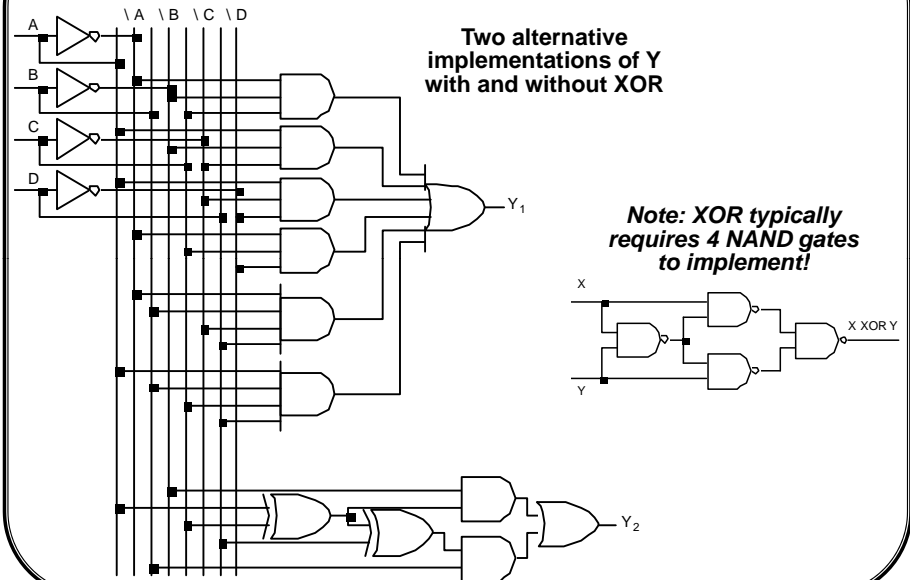 \ A \ B \ C \ D
A
B
C
D
Two alternative
implementations of Y
with and without XOR
Y1
Note: XOR typically
requires 4 NAND gates
to implement!
X
X XOR Y
Y
Y2